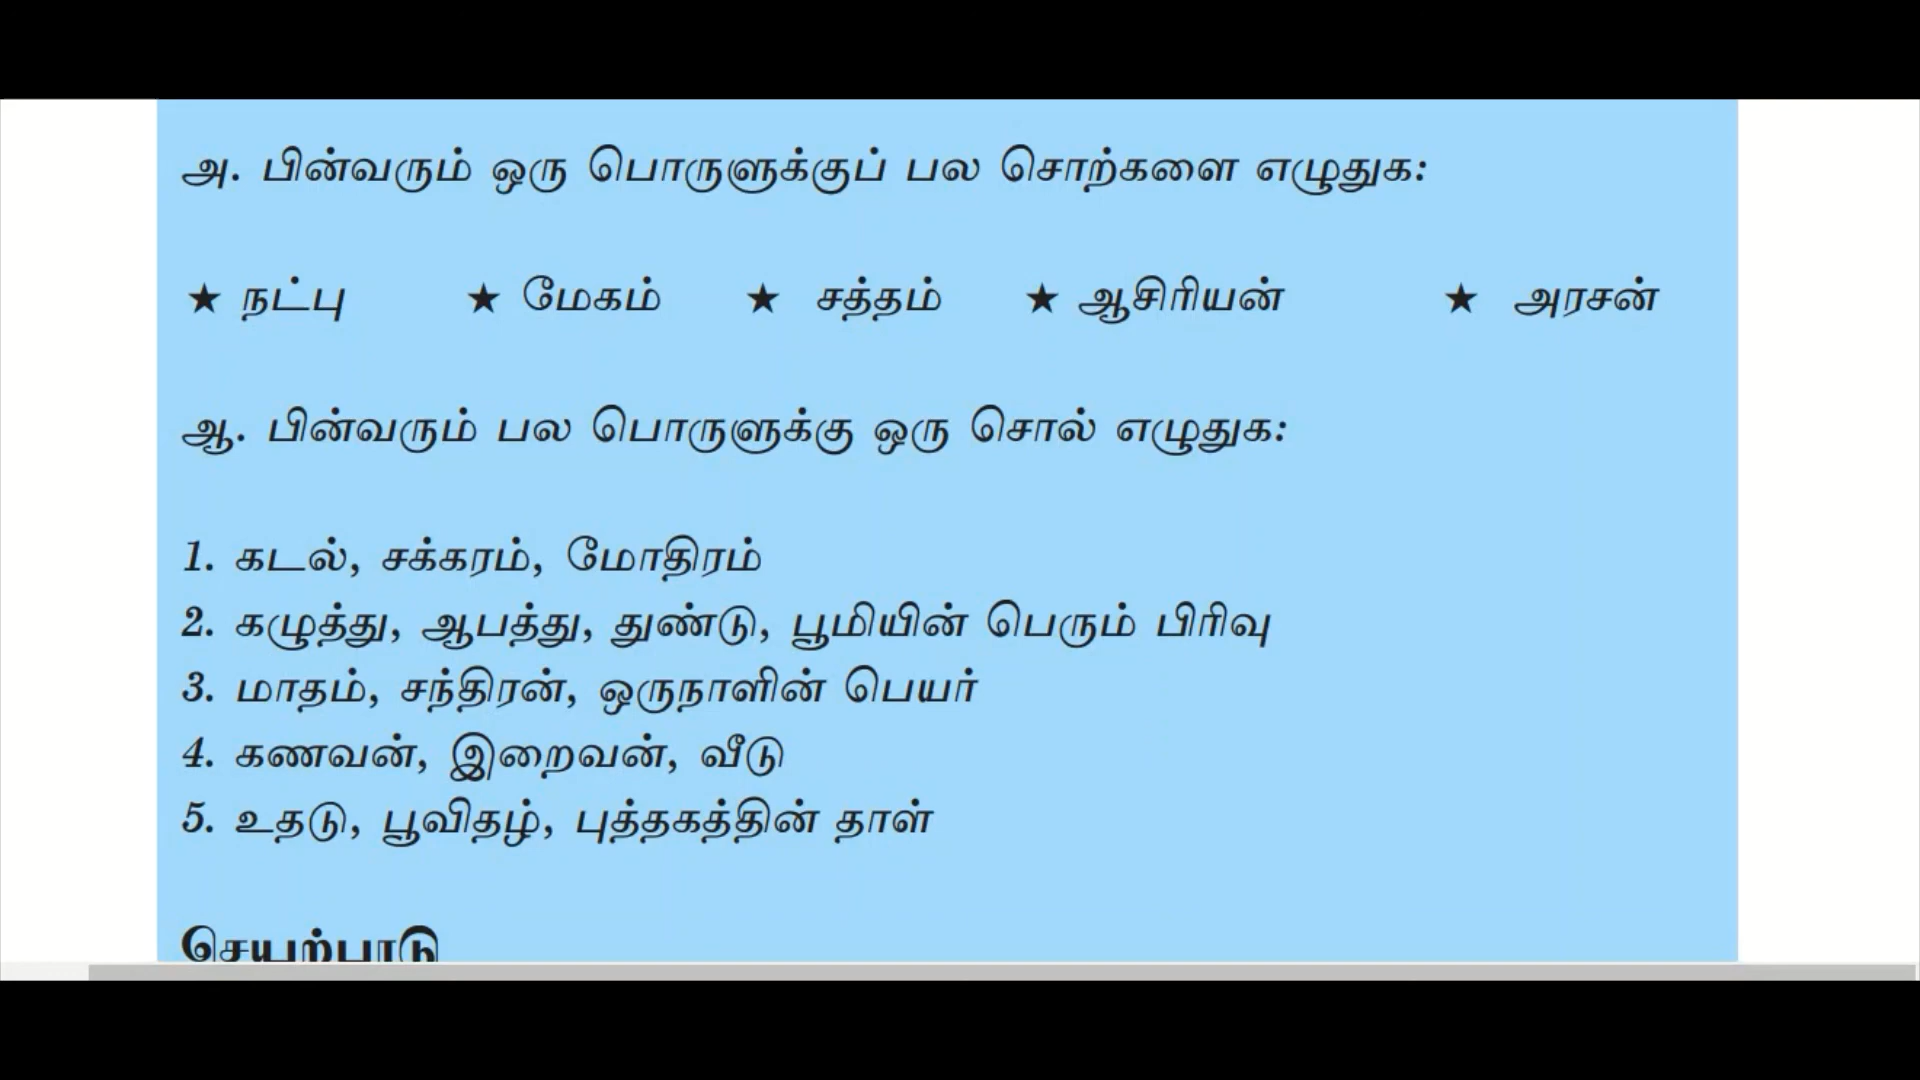 அ. பின்வரும் ஒரு பொருளுக்குப் பல சொற்களை எழுதுக:
★ நட்பு ★ மேகம் ★ சத்தம் ★ ஆசிரியன் ★ அரசன்
ஆ. பின்வரும் பல பொருளுக்கு ஒரு சொல் எழுதுக:
1. கடல், சக்கரம், மோதிரம்
2. கழுத்து, ஆபத்து, துண்டு, பூமியின் பெரும் பிரிவு
3. மாதம், சந்திரன், ஒருநாளின் பெயர்
4. கணவன், இறைவன், வீடு
5. உதடு, பூவிதழ், புத்தகத்தின் தாள்
செயற்பாடு